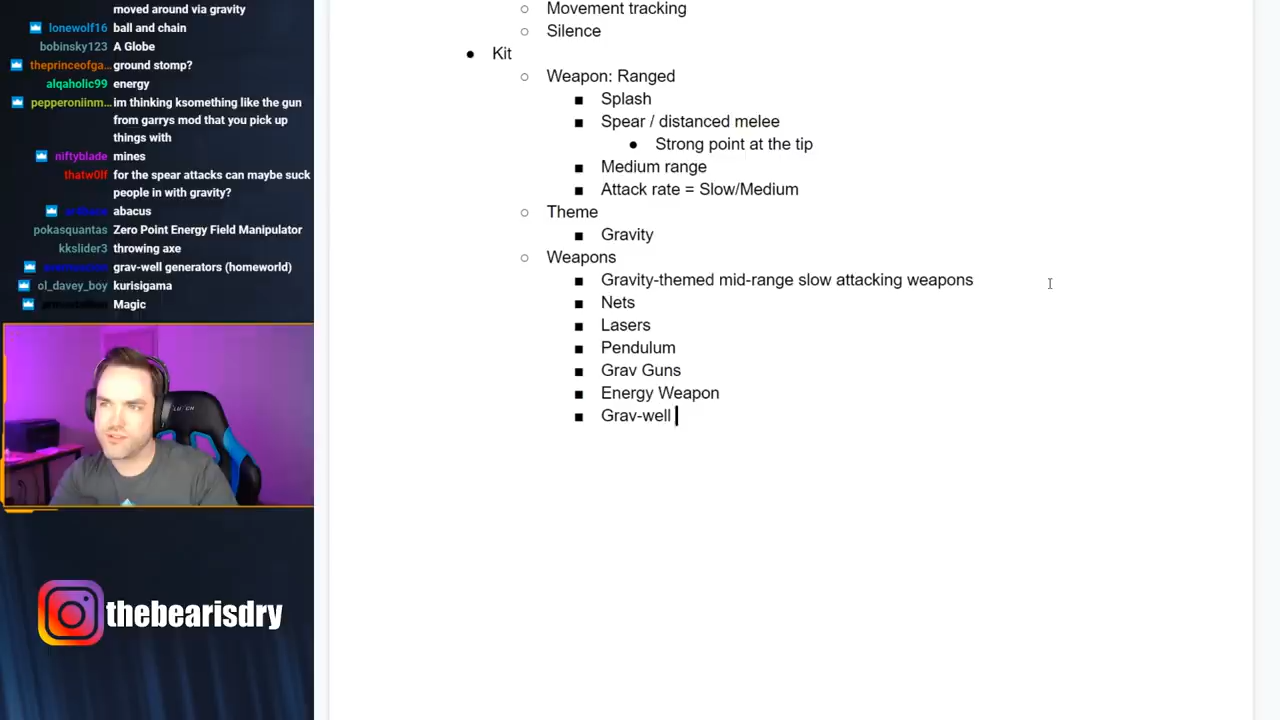 moved around via gravity
lonewolf16 ball and chain
bobinsky123 A Globe
theprinceofga... ground stomp?
alqaholic99 energy
pepperoniinm... im thinking ksomething like the gun
from garrys mod that you pick up
things with
niftyblade mines
thatw0lf for the spear attacks can maybe suck
people in with gravity?
abacus
pokasquantas Zero Point Energy Field Manipulator
kkslider3 throwing axe
grav-well generators (homeworld)
ol_davey_boy kurisigama
Magic
thebearisdry
○ Movement tracking
○ Silence
● Kit
○ Weapon: Ranged
■ Splash
■ Spear / distanced melee
● Strong point at the tip
■ Medium range
■ Attack rate = Slow/Medium
○ Theme
■ Gravity
○ Weapons
■ Gravity-themed mid-range slow attacking weapons
■ Nets
■ Lasers
■ Pendulum
■ Grav Guns
■ Energy Weapon
■ Grav-well